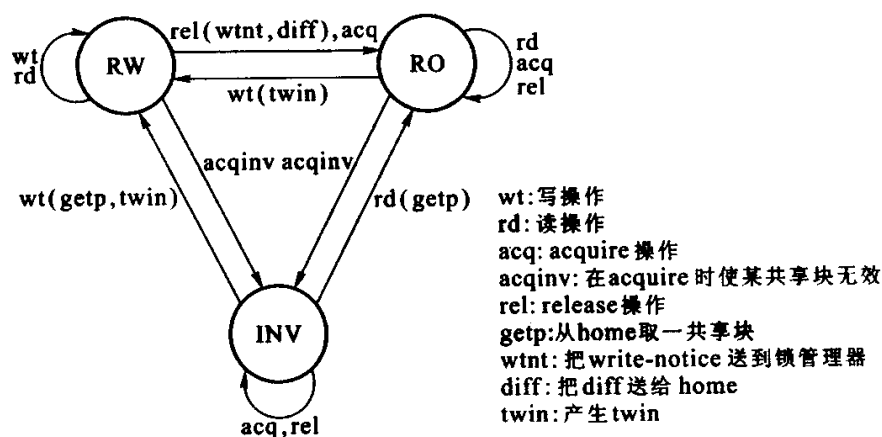 rel(wtnt,diff),acq
wt
rd
RW
RO
rd
acq
rel
wt(twin)
acqinv acqinv
wt(getp,twin)
rd(getp)
INV
acq,rel
wt:写操作
rd:读操作
acq:acquire操作
acqinv:在acquire时使某共享块无效
rel:release操作
getp:从home取一共享块
wtnt:把write-notice送到锁管理器
diff:把diff送给home
twin:产生twin